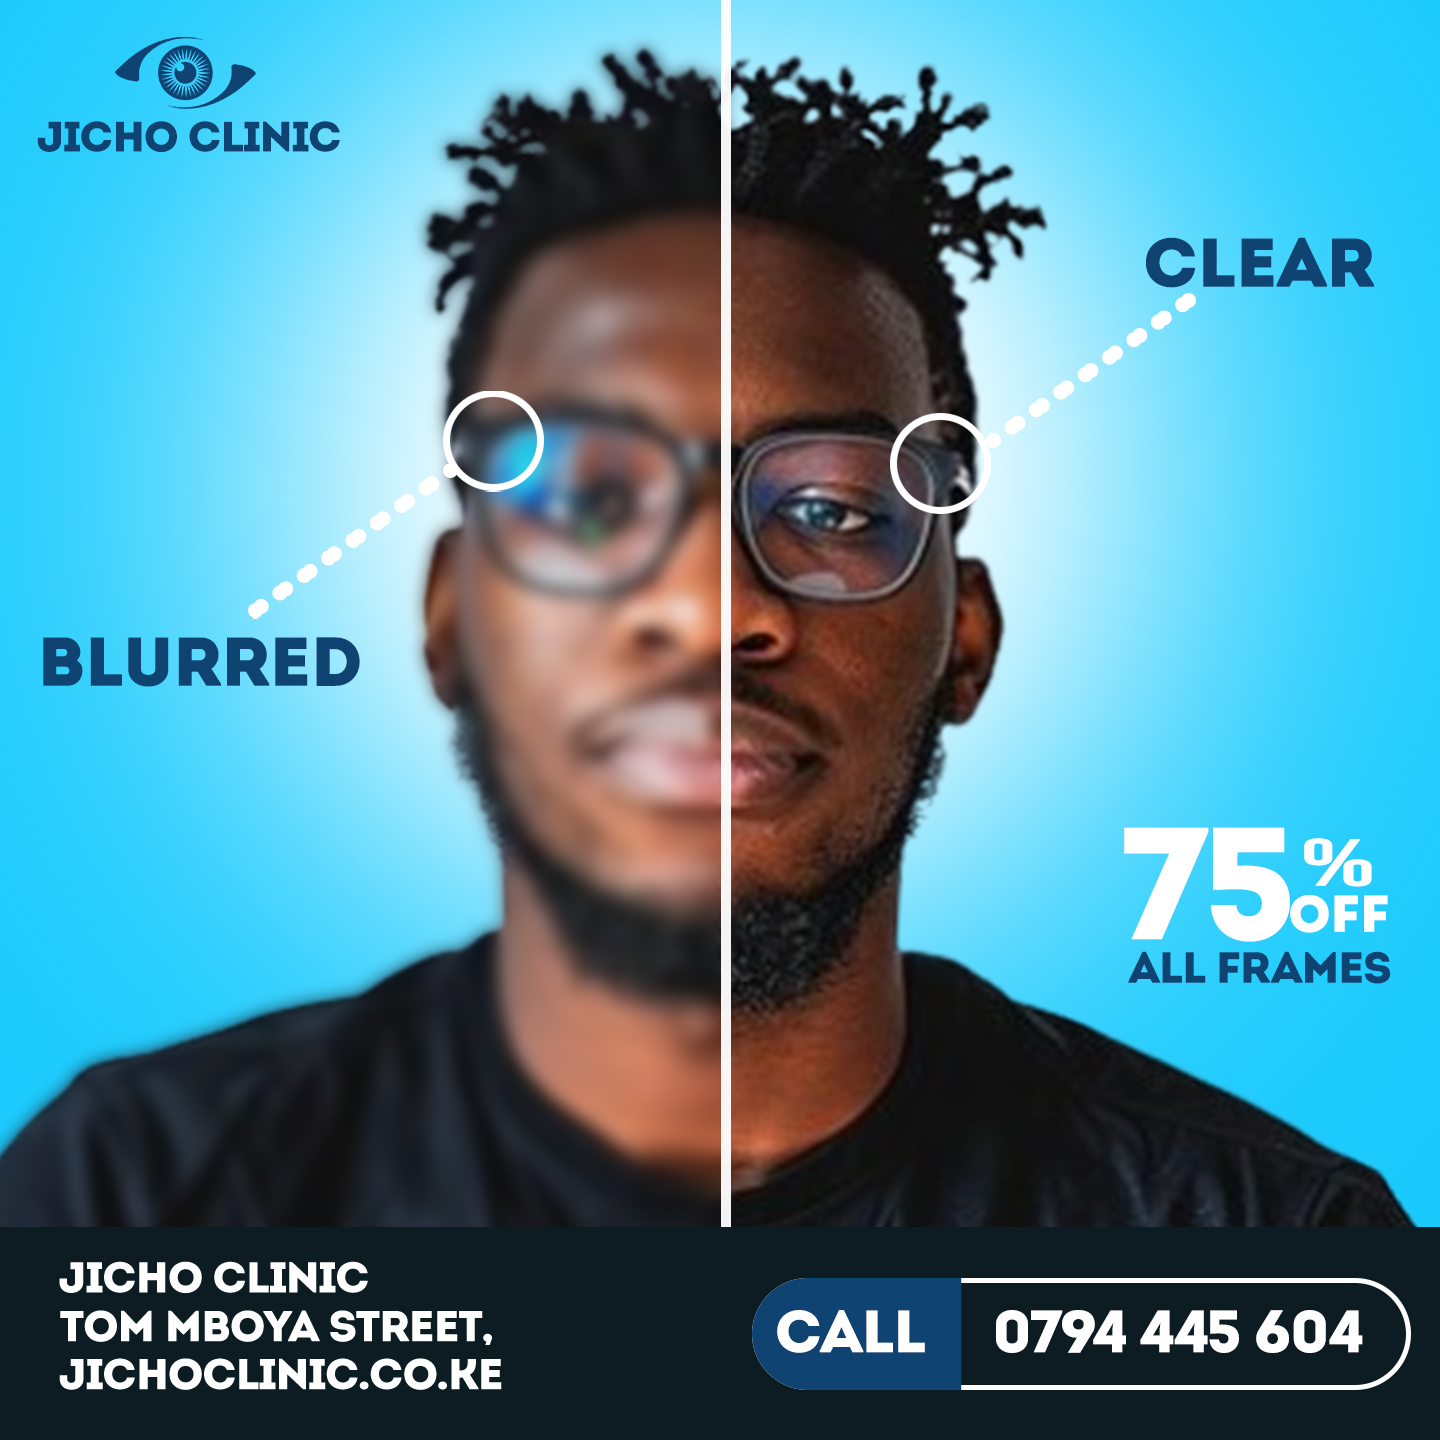 JICHO CLINIC
CLEAR
BLURRED
75% OFF
ALL FRAMES
JICHO CLINIC
TOM MBOYA STREET,
JICHOCLINIC.CO.KE
CALL 0794 445 604